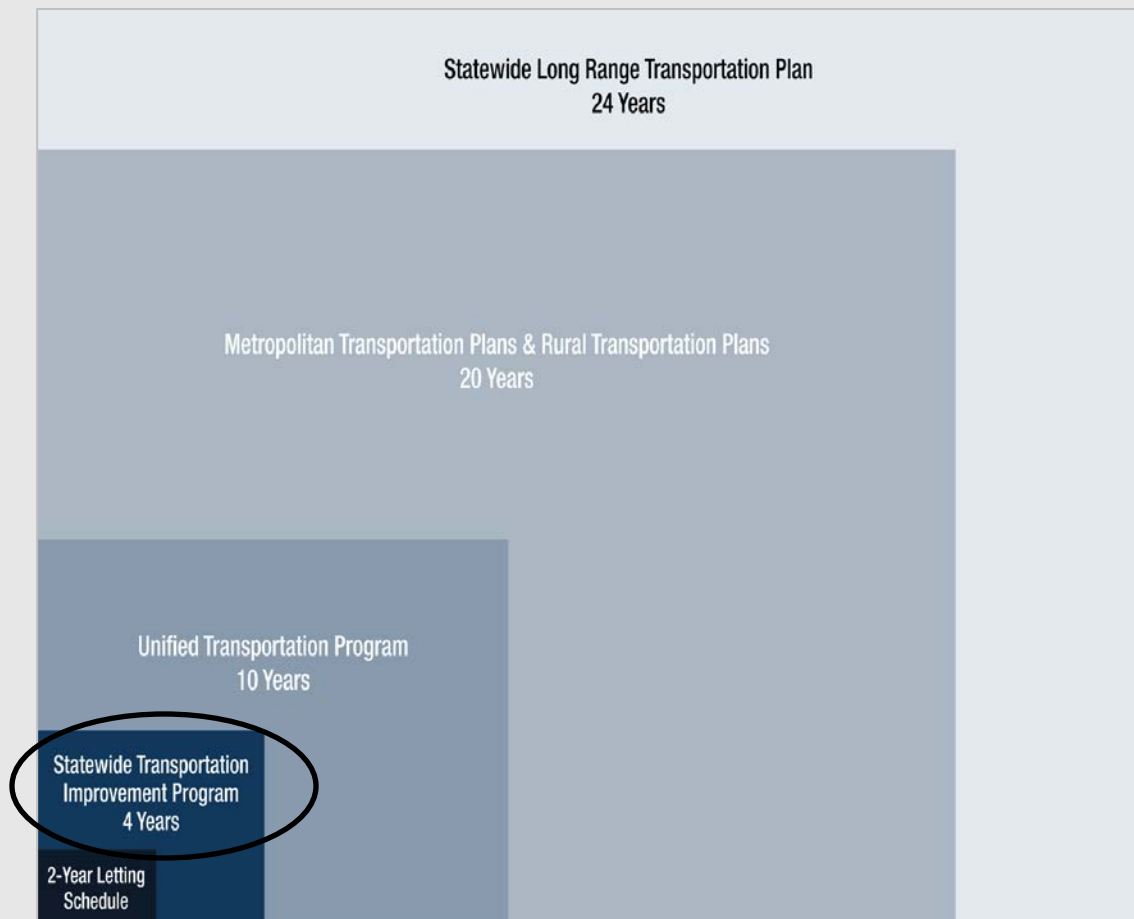 Statewide Long Range Transportation Plan
24 Years
Metropolitan Transportation Plans & Rural Transportation Plans
20 Years
Unified Transportation Program
10 Years
Statewide Transportation
Improvement Program
4 Years
2-Year Letting
Schedule